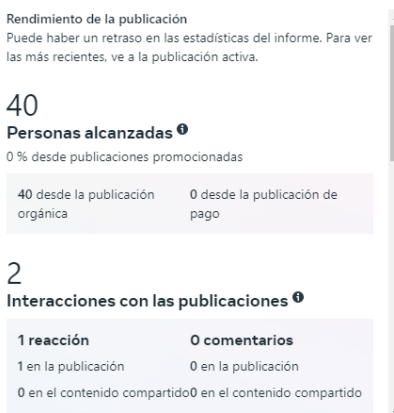 Rendimiento de la publicación
Puede haber un retraso en las estadísticas del informe. Para ver
las más recientes, ve a la publicación activa.
40
Personas alcanzadas
0 % desde publicaciones promocionadas
40 desde la publicación orgánica
0 desde la publicación de pago
2
Interacciones con las publicaciones
1 reacción
0 comentarios
1 en la publicación
0 en la publicación
0 en el contenido compartido
0 en el contenido compartido